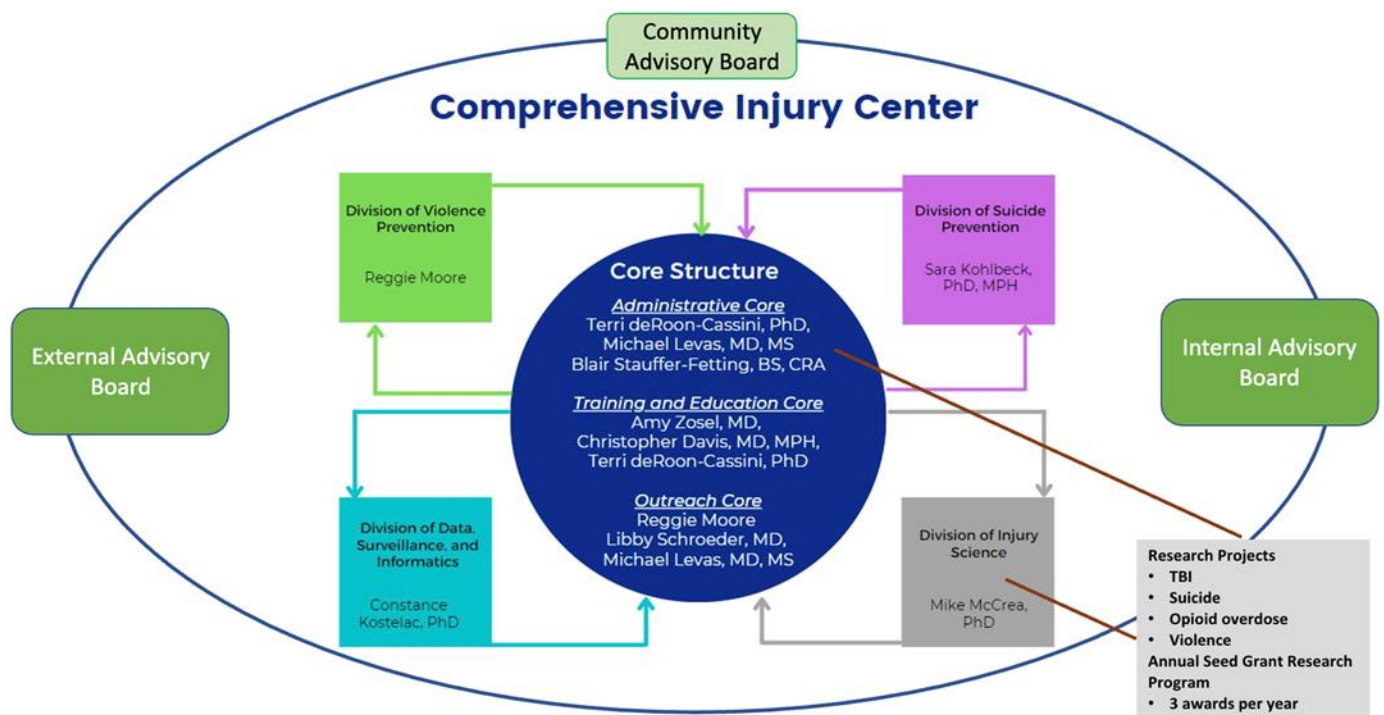 Community
Advisory Board
Comprehensive Injury Center
Division of Violence
Prevention
Reggie Moore
Division of Suicide
Prevention
Sara Kohlbeck,
PhD, MPH
External Advisory
Board
Core Structure
Administrative Core
Terri deRoon-Cassini, PhD,
Michael Levas, MD, MS
Blair Stauffer-Fetting, BS, CRA
Training and Education Core
Amy Zosel, MD,
Christopher Davis, MD, MPH,
Terri deRoon-Cassini, PhD
Outreach Core
Reggie Moore
Libby Schroeder, MD,
Michael Levas, MD, MS
Internal Advisory
Board
Division of Data,
Surveillance, and
Informatics
Constance
Kostelac, PhD
Division of Injury
Science
Mike McCrea,
PhD
Research Projects
• TBI
• Suicide
• Opioid overdose
• Violence
Annual Seed Grant Research
Program
• 3 awards per year